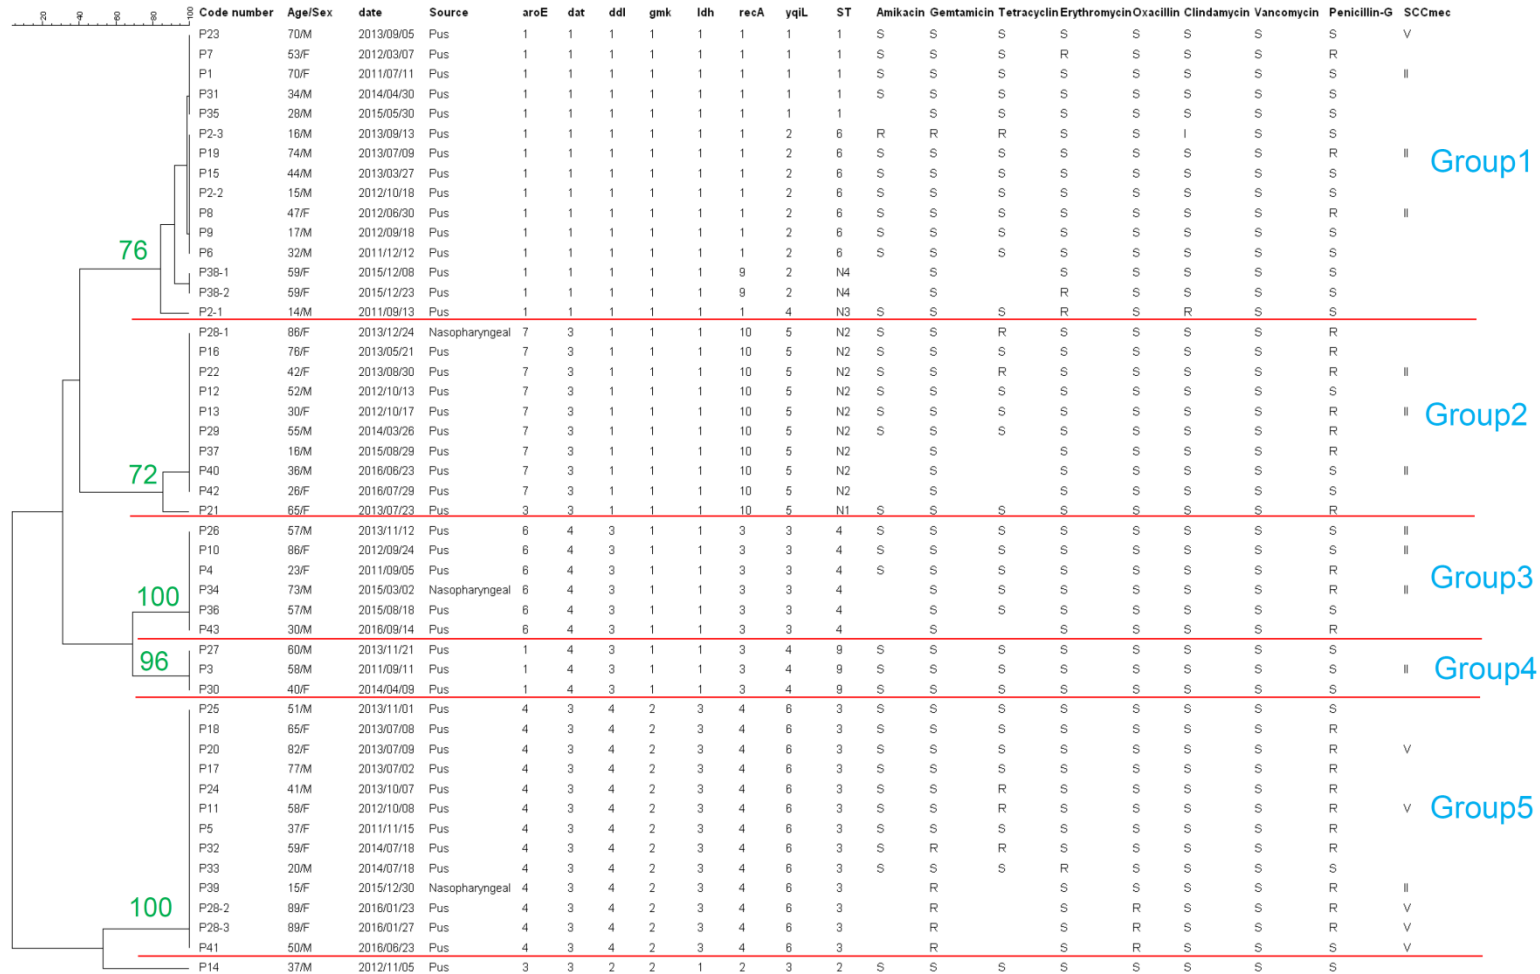 20 40 60 80 100 Code number Age/Sex date Source aroE dat ddl gmk ldh recA yqiL ST Amikacin Gemtamicin Tetracyclin Erythromycin Oxacillin Clindamycin Vancomycin Penicillin-G SCCmec
P23 70/M 2013/09/05 Pus 1 1 1 1 1 1 1 1 S S S S S S S S V
P7 53/F 2012/03/07 Pus 1 1 1 1 1 1 1 1 S S S R S S S R
P1 70/F 2011/07/11 Pus 1 1 1 1 1 1 1 1 S S S S S S S S II
P31 34/M 2014/04/30 Pus 1 1 1 1 1 1 1 1 S S S S S S S S
P35 28/M 2015/05/30 Pus 1 1 1 1 1 1 1 1 S S S S S S S
P2-3 16/M 2013/09/13 Pus 1 1 1 1 1 1 2 6 R R R S S I S S
P19 74/M 2013/07/09 Pus 1 1 1 1 1 1 2 6 S S S S S S S R II
Group1
P15 44/M 2013/03/27 Pus 1 1 1 1 1 1 2 6 S S S S S S S S
P2-2 15/M 2012/10/18 Pus 1 1 1 1 1 1 2 6 S S S S S S S S
P8 47/F 2012/06/30 Pus 1 1 1 1 1 1 2 6 S S S S S S S R II
P9 17/M 2012/09/18 Pus 1 1 1 1 1 1 2 6 S S S S S S S S
76
P6 32/M 2011/12/12 Pus 1 1 1 1 1 1 2 6 S S S S S S S S
P38-1 59/F 2015/12/08 Pus 1 1 1 1 1 9 2 N4 S S S S S S
P38-2 59/F 2015/12/23 Pus 1 1 1 1 1 9 2 N4 S R S S S S
P2-1 14/M 2011/09/13 Pus 1 1 1 1 1 1 4 N3 S S S R S R S S
P28-1 86/F 2013/12/24 Nasopharyngeal 7 3 1 1 1 10 5 N2 S S R S S S S R
P16 76/F 2013/05/21 Pus 7 3 1 1 1 10 5 N2 S S S S S S S R
P22 42/F 2013/08/30 Pus 7 3 1 1 1 10 5 N2 S S R S S S S R II
P12 52/M 2012/10/13 Pus 7 3 1 1 1 10 5 N2 S S S S S S S S
P13 30/F 2012/10/17 Pus 7 3 1 1 1 10 5 N2 S S S S S S S R II
Group2
P29 55/M 2014/03/26 Pus 7 3 1 1 1 10 5 N2 S S S S S S S R
P37 16/M 2015/08/29 Pus 7 3 1 1 1 10 5 N2 S S S S S R
72
P40 36/M 2016/06/23 Pus 7 3 1 1 1 10 5 N2 S S S S S S II
P42 26/F 2016/07/29 Pus 7 3 1 1 1 10 5 N2 S S S S S S
P21 65/F 2013/07/23 Pus 3 3 1 1 1 10 5 N1 S S S S S S S R
P26 57/M 2013/11/12 Pus 6 4 3 1 1 3 3 4 S S S S S S S S II
P10 86/F 2012/09/24 Pus 6 4 3 1 1 3 3 4 S S S S S S S S II
P4 23/F 2011/09/05 Pus 6 4 3 1 1 3 3 4 S S S S S S S R
Group3
100
P34 73/M 2015/03/02 Nasopharyngeal 6 4 3 1 1 3 3 4 S S S S S S R II
P36 57/M 2015/08/18 Pus 6 4 3 1 1 3 3 4 S S S S S S S
P43 30/M 2016/09/14 Pus 6 4 3 1 1 3 3 4 S S S S S R
P27 60/M 2013/11/21 Pus 1 4 3 1 1 3 4 9 S S S S S S S S
96
P3 58/M 2011/09/11 Pus 1 4 3 1 1 3 4 9 S S S S S S S S II
Group4
P30 40/F 2014/04/09 Pus 1 4 3 1 1 3 4 9 S S S S S S S S
P25 51/M 2013/11/01 Pus 4 3 4 2 3 4 6 3 S S S S S S S S
P18 65/F 2013/07/08 Pus 4 3 4 2 3 4 6 3 S S S S S S S R
P20 82/F 2013/07/09 Pus 4 3 4 2 3 4 6 3 S S S S S S S R V
P17 77/M 2013/07/02 Pus 4 3 4 2 3 4 6 3 S S S S S S S R
P24 41/M 2013/10/07 Pus 4 3 4 2 3 4 6 3 S S R S S S S R
P11 58/F 2012/10/08 Pus 4 3 4 2 3 4 6 3 S S R S S S S R V
Group5
P5 37/F 2011/11/15 Pus 4 3 4 2 3 4 6 3 S S S S S S S R
P32 59/F 2014/07/18 Pus 4 3 4 2 3 4 6 3 S R R S S S S R
P33 20/M 2014/07/18 Pus 4 3 4 2 3 4 6 3 S S S R S S S S
P39 15/F 2015/12/30 Nasopharyngeal 4 3 4 2 3 4 6 3 R S S S S R II
100
P28-2 89/F 2016/01/23 Pus 4 3 4 2 3 4 6 3 R S R S S R V
P28-3 89/F 2016/01/27 Pus 4 3 4 2 3 4 6 3 R S R S S R V
P41 50/M 2016/06/23 Pus 4 3 4 2 3 4 6 3 R S R S S S V
P14 37/M 2012/11/05 Pus 3 3 2 2 1 2 3 2 S S S S S S S S